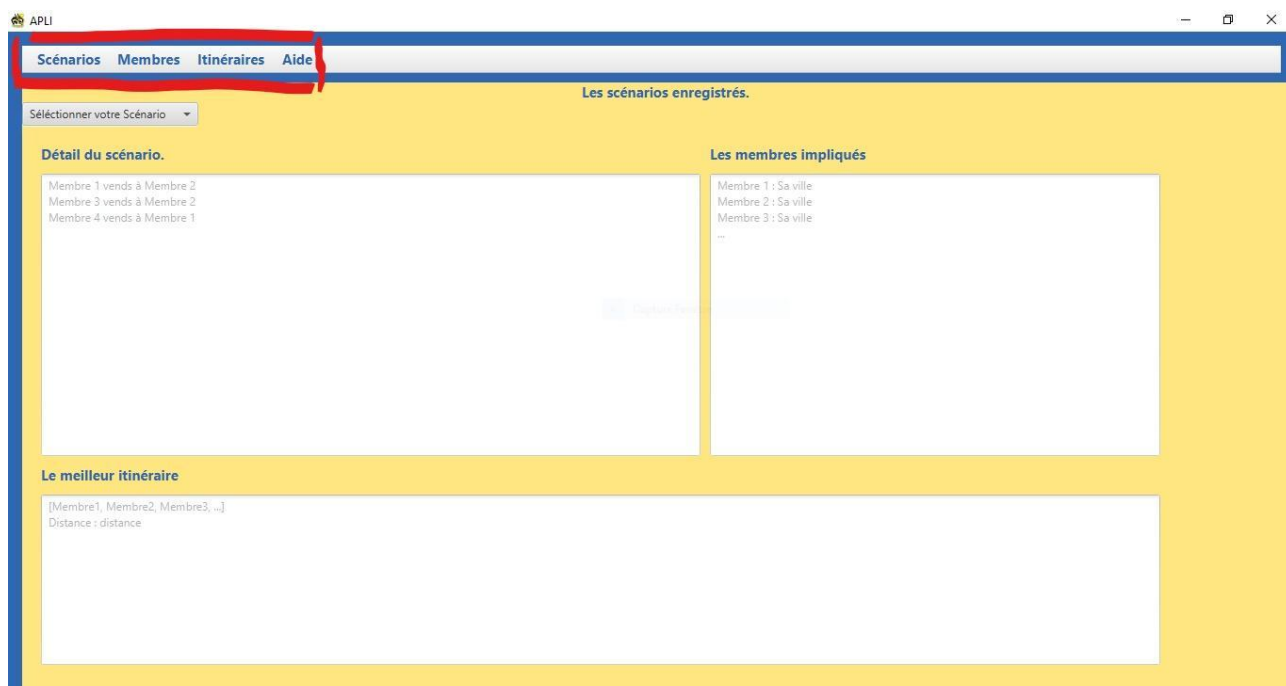 APLI
Scénarios Membres Itinéraires Aide
Les scénarios enregistrés.
Séléctionner votre Scénario
Détail du scénario.
Membre 1 vends à Membre 2
Membre 3 vends à Membre 2
Membre 4 vends à Membre 1
Les membres impliqués
Membre 1 : Sa ville
Membre 2 : Sa ville
Membre 3 : Sa ville
...
Le meilleur itinéraire
[Membre1, Membre2, Membre3, ...]
Distance : distance